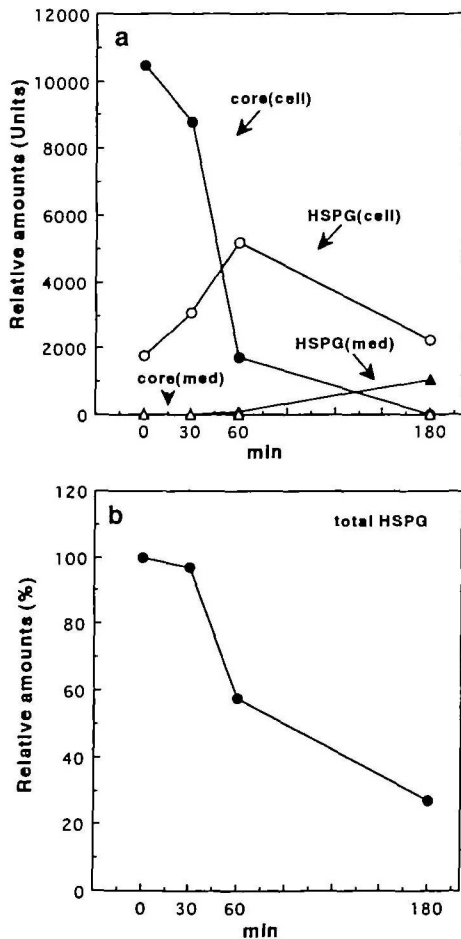 a
12000
10000
8000
6000
4000
2000
0
Relative amounts (Units)
core(cell)
HSPG(cell)
HSPG(med)
core(med)
0 30 60 180
min
b
total HSPG
120
100
80
60
40
20
0
Relative amounts (%)
0 30 60 180
min